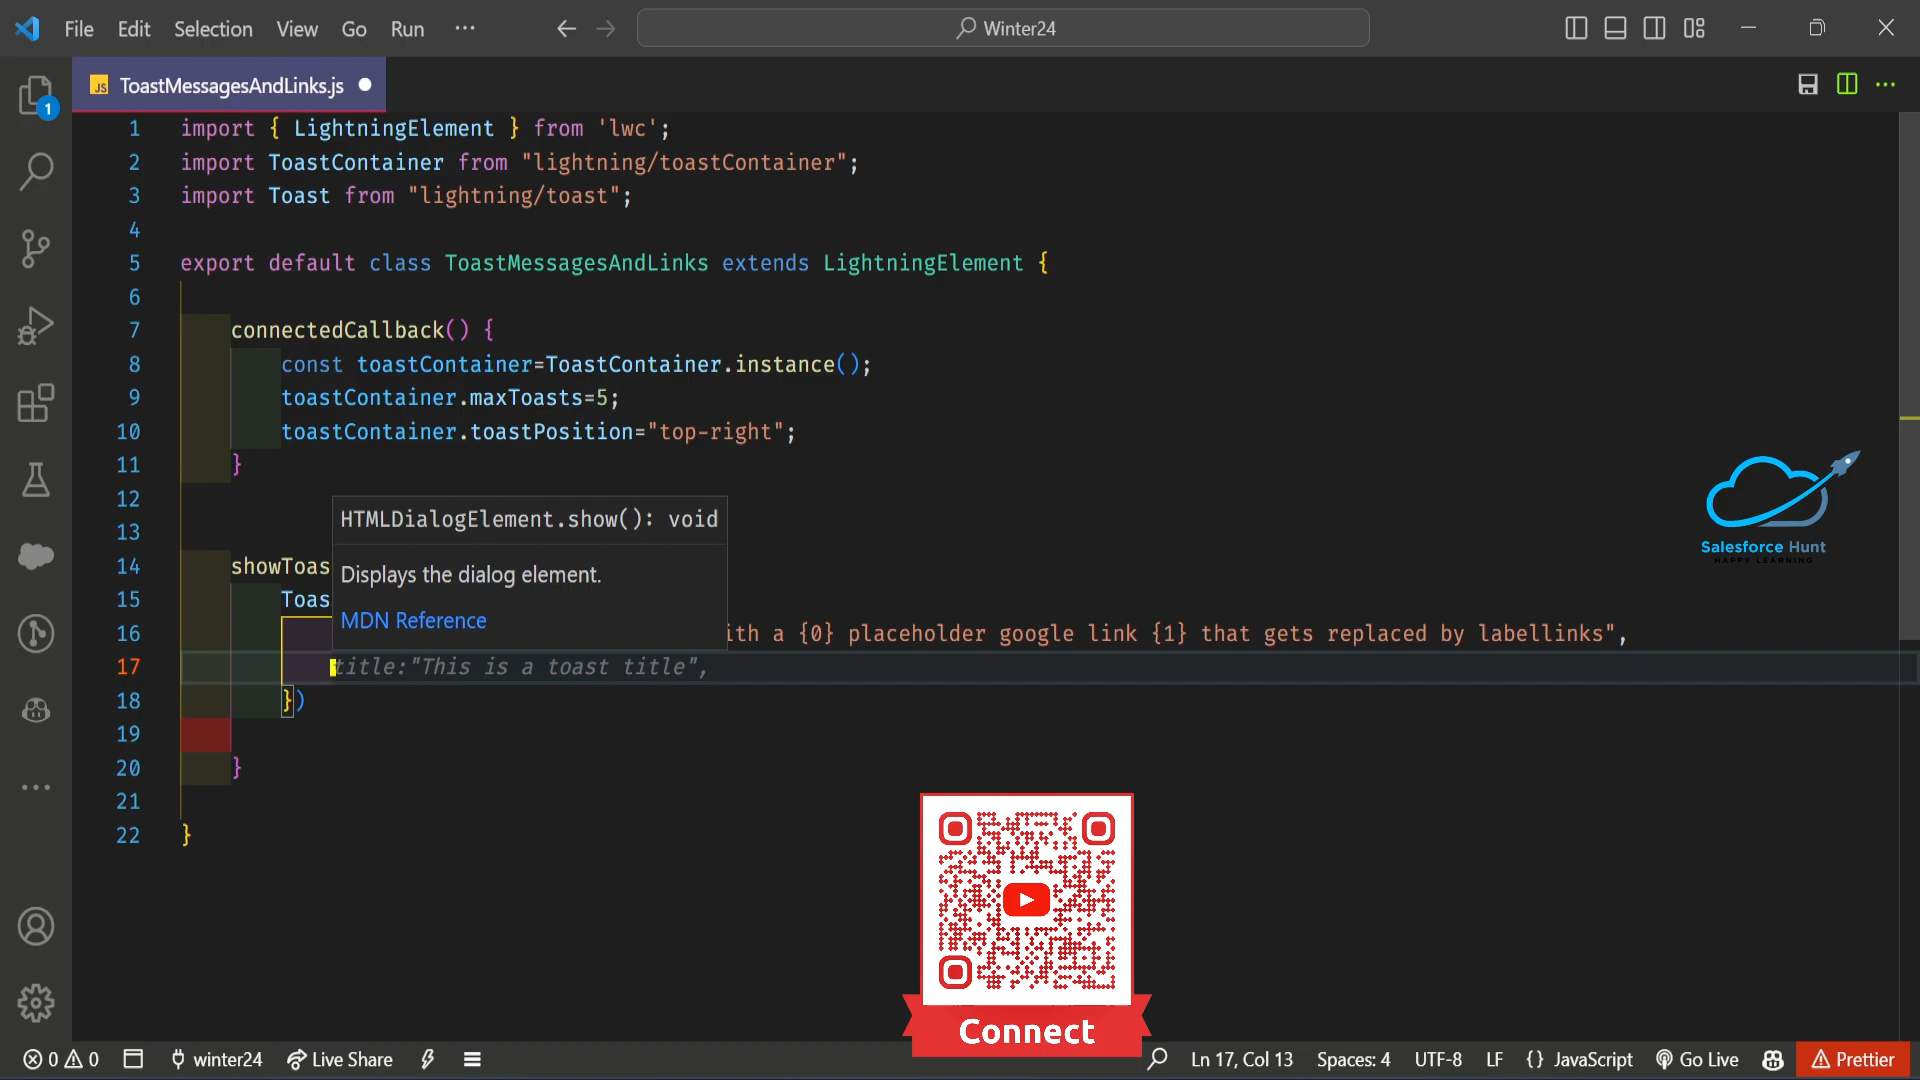 File Edit Selection View Go Run ... Winter24
JS ToastMessagesAndLinks.js
1 import { LightningElement } from 'lwc';
2 import ToastContainer from "lightning/toastContainer";
3 import Toast from "lightning/toast";
4
5 export default class ToastMessagesAndLinks extends LightningElement {
6
7 connectedCallback() {
8 const toastContainer=ToastContainer.instance();
9 toastContainer.maxToasts=5;
10 toastContainer.toastPosition="top-right";
11 }
12
HTMLDialogElement.show(): void
13
14 showToas
Displays the dialog element.
15 Toas
MDN Reference
16 ith a {0} placeholder google link {1} that gets replaced by labellinks",
17 title:"This is a toast title",
18 })
19
20 }
21
22 }
1
Salesforce Hunt
HAPPY LEARNING
Connect
0 0 winter24 Live Share Ln 17, Col 13 Spaces: 4 UTF-8 LF {} JavaScript Go Live Prettier